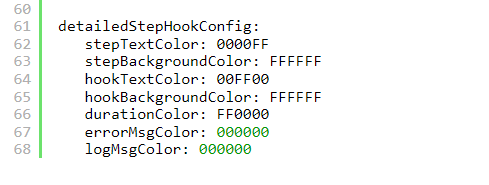 60
61 detailedStepHookConfig:
62 stepTextColor: 0000FF
63 stepBackgroundColor: FFFFFF
64 hookTextColor: 00FF00
65 hookBackgroundColor: FFFFFF
66 durationColor: FF0000
67 errorMsgColor: 000000
68 logMsgColor: 000000